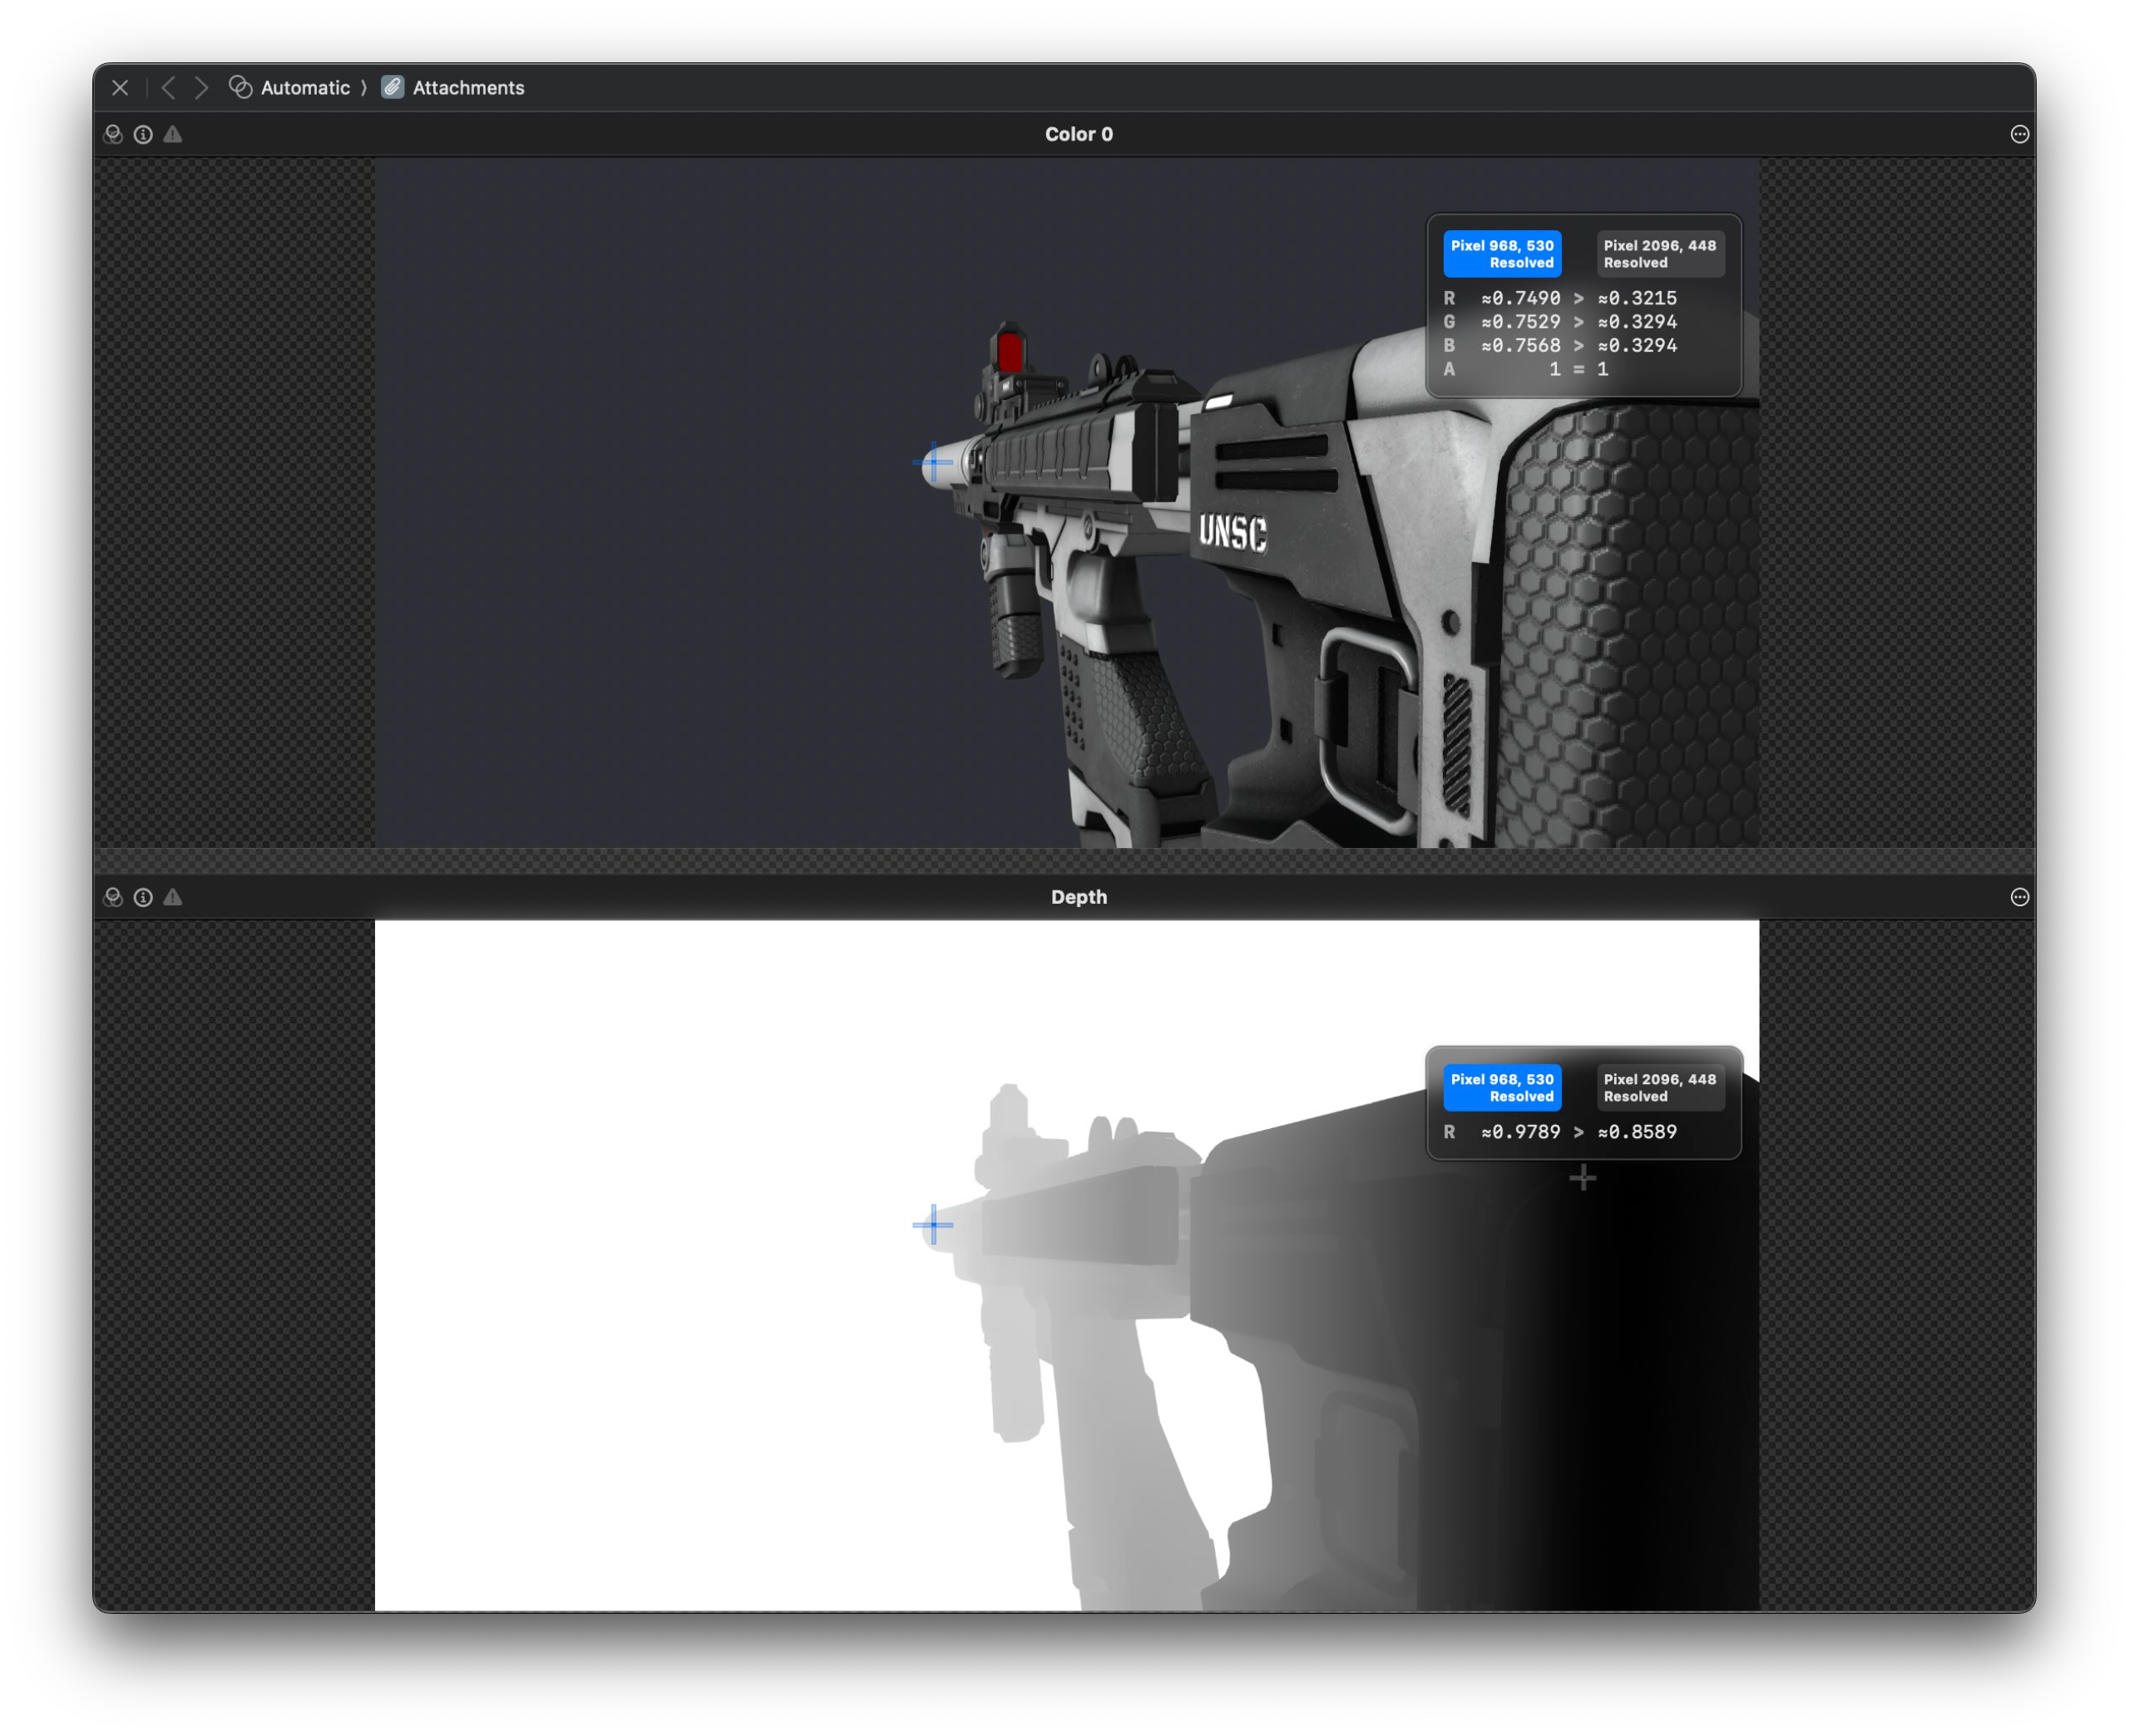 Automatic ⟩ Attachments
Color 0
Pixel 968, 530
Resolved
Pixel 2096, 448
Resolved
R ≈0.7490 > ≈0.3215
G ≈0.7529 > ≈0.3294
B ≈0.7568 > ≈0.3294
A 1 = 1
UNSC
Depth
Pixel 968, 530
Resolved
Pixel 2096, 448
Resolved
R ≈0.9789 > ≈0.8589